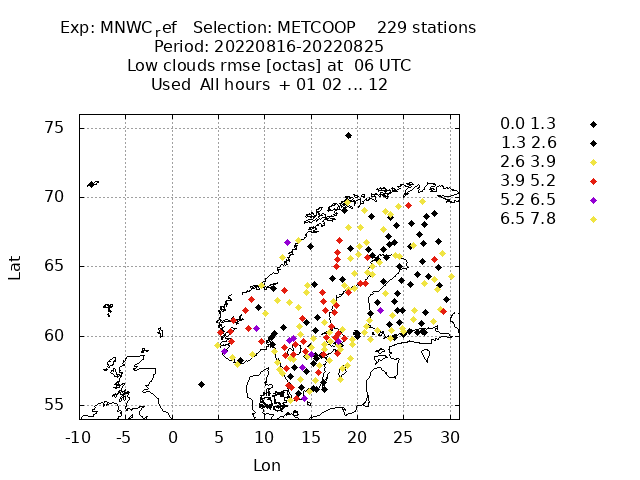 Exp: MNWCref   Selection: METCOOP    229 stations
Period: 20220816-20220825
Low clouds rmse [octas] at  06 UTC
Used  All hours  + 01 02 ... 12
0.0 1.3
1.3 2.6
2.6 3.9
3.9 5.2
5.2 6.5
6.5 7.8
75
70
65
60
55
Lat
-10 -5 0 5 10 15 20 25 30
Lon